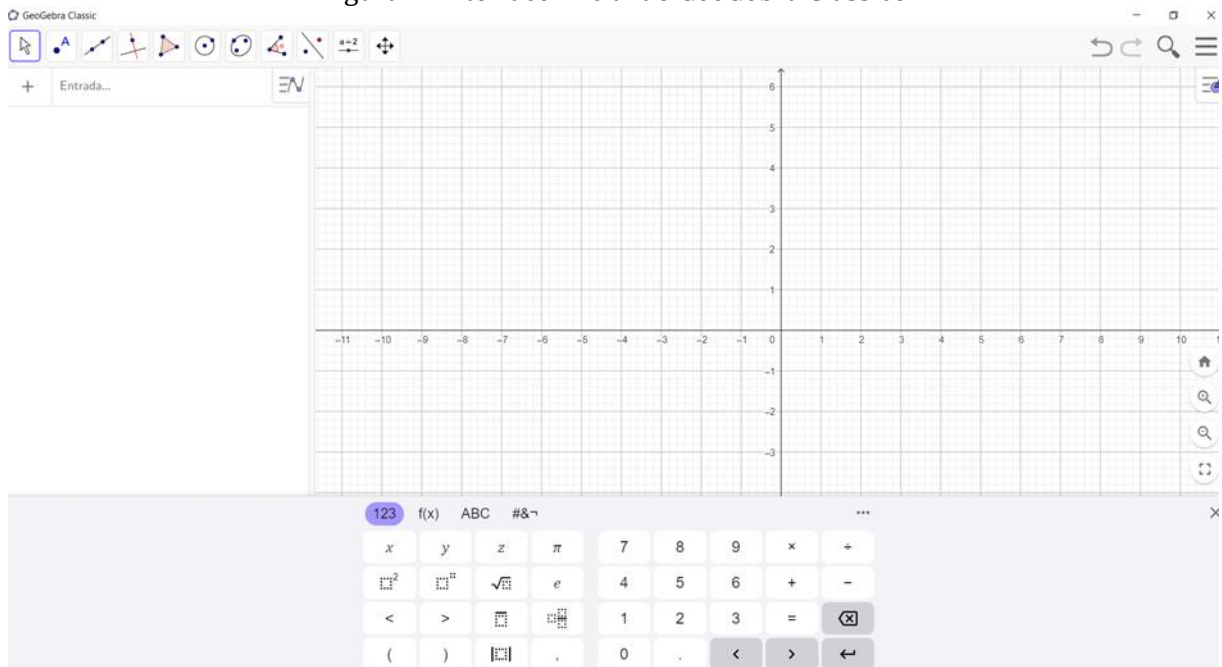 GeoGebra Classic
A
a=2
+ Entrada...
6
5
4
3
2
1
-11 -10 -9 -8 -7 -6 -5 -4 -3 -2 -1 0 1 2 3 4 5 6 7 8 9 10
-1
-2
-3
123 f(x) ABC #&¬ ...
x y z π 7 8 9 × ÷
2 √ e 4 5 6 + −
< > 1 2 3 =
( ) | | , 0 . < >